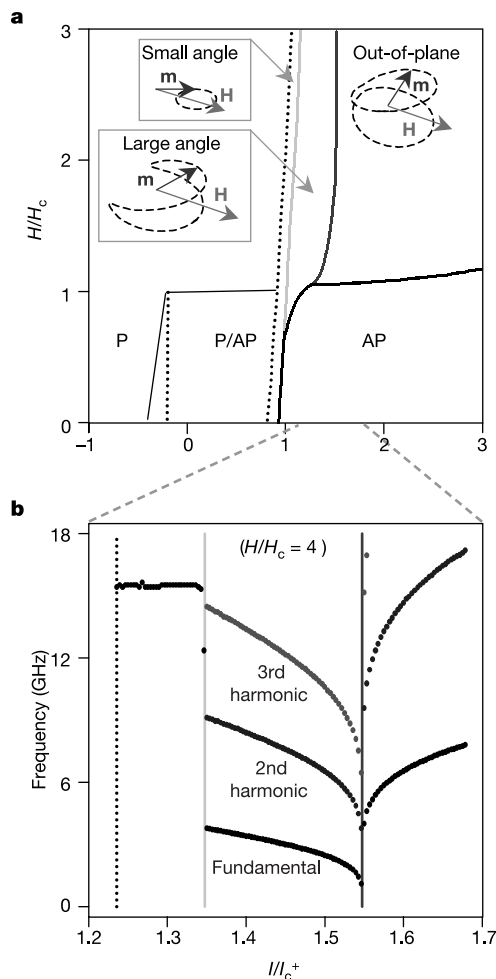 a
3
2
1
0
H/Hc
Small angle
m
H
Large angle
m
H
Out-of-plane
m
H
P
P/AP
AP
−1
0
1
2
3
b
18
12
6
0
Frequency (GHz)
(H/Hc = 4 )
3rd
harmonic
2nd
harmonic
Fundamental
1.2
1.3
1.4
1.5
1.6
1.7
I/Ic+